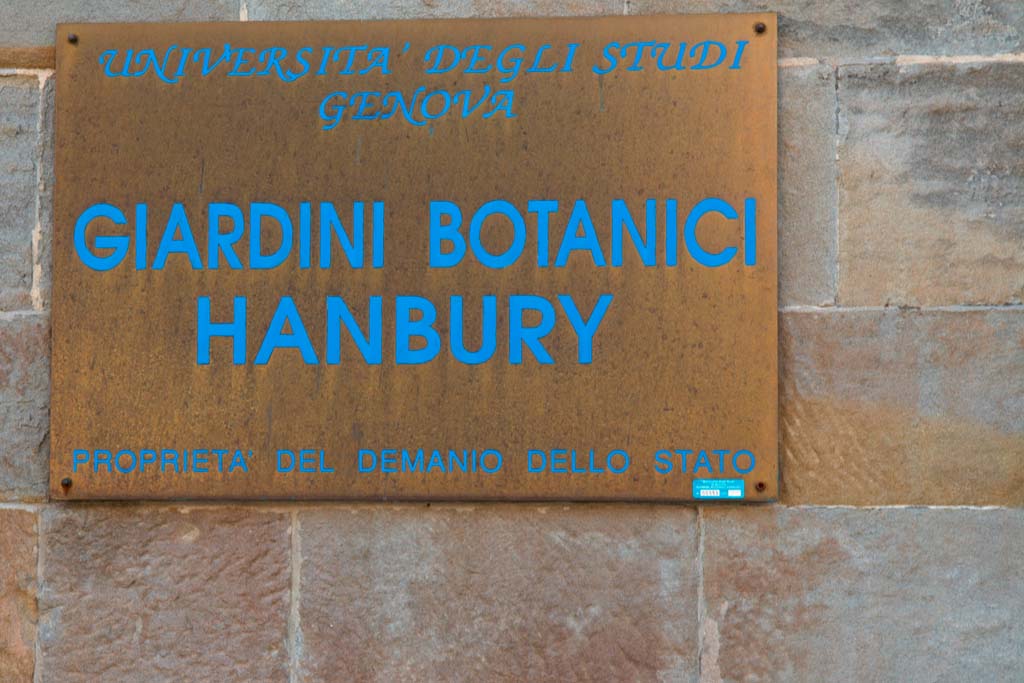 UNIVERSITA' DEGLI STUDI
GENOVA
GIARDINI BOTANICI
HANBURY
PROPRIETA' DEL DEMANIO DELLO STATO